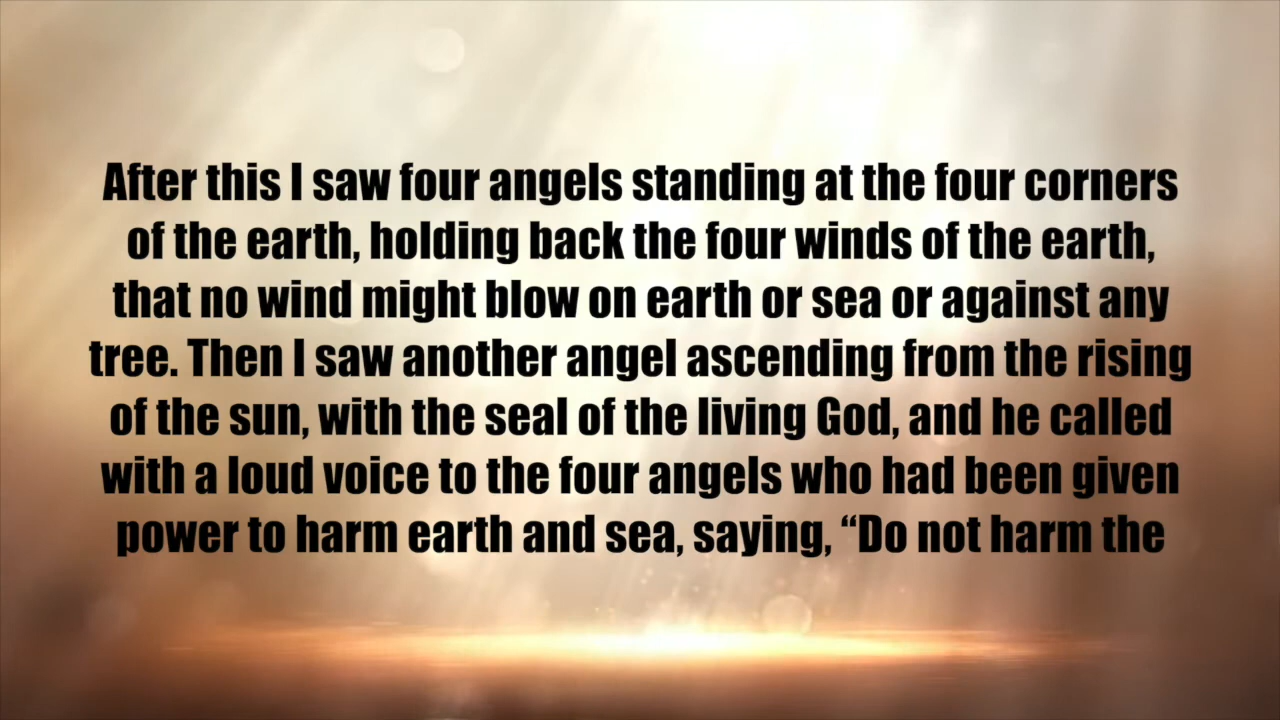 After this I saw four angels standing at the four corners
of the earth, holding back the four winds of the earth,
that no wind might blow on earth or sea or against any
tree. Then I saw another angel ascending from the rising
of the sun, with the seal of the living God, and he called
with a loud voice to the four angels who had been given
power to harm earth and sea, saying, “Do not harm the